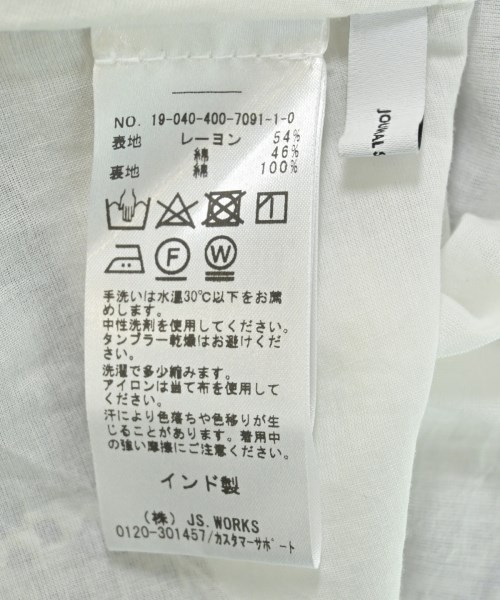 NO. 19-040-400-7091-1-0
表地 レーヨン 54%
綿 46%
裏地 綿 100%
F W
手洗いは水温30℃以下をお薦
めします。
中性洗剤を使用してください。
タンブラー乾燥はお避けくださ
い。
洗濯で多少縮みます。
アイロンは当て布を使用してく
ださい。
汗により色落ちや色移りが生
じることがあります。着用中
の強い摩擦にご注意ください。
インド製
(株) JS.WORKS
0120-301457/カスタマーサポート
JOURNAL S